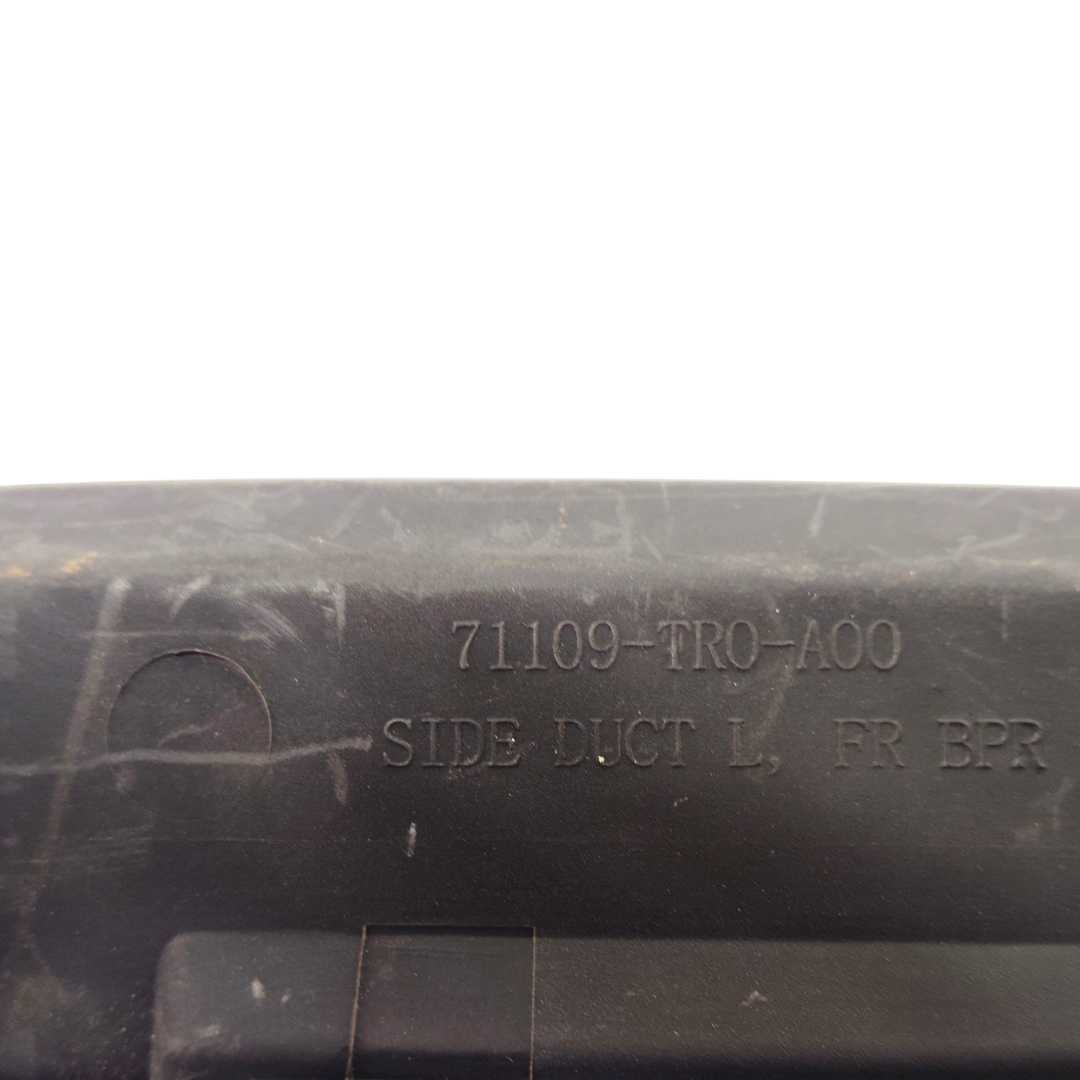 71109-TR0-A00
SIDE DUCT L, FR BPR